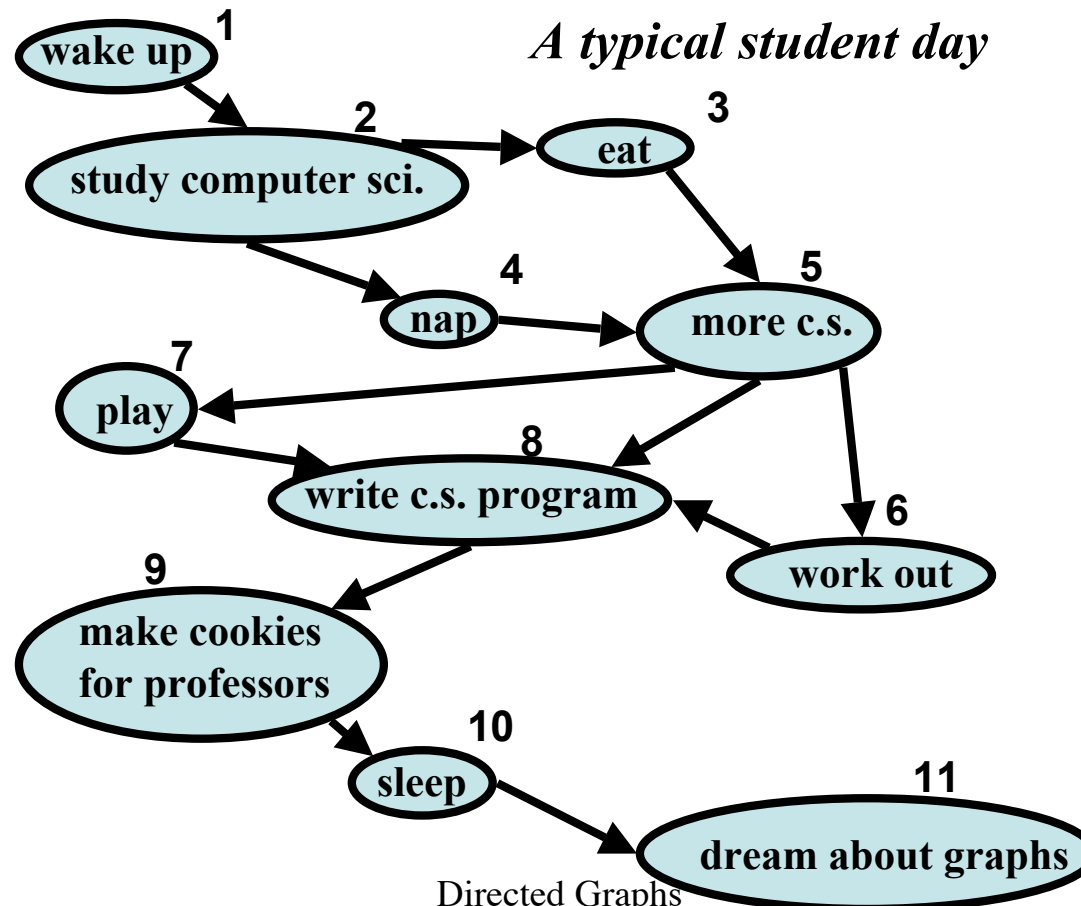 A typical student day
1
wake up
2
study computer sci.
3
eat
4
nap
5
more c.s.
7
play
8
write c.s. program
6
work out
9
make cookies
for professors
10
sleep
11
dream about graphs
Directed Graphs